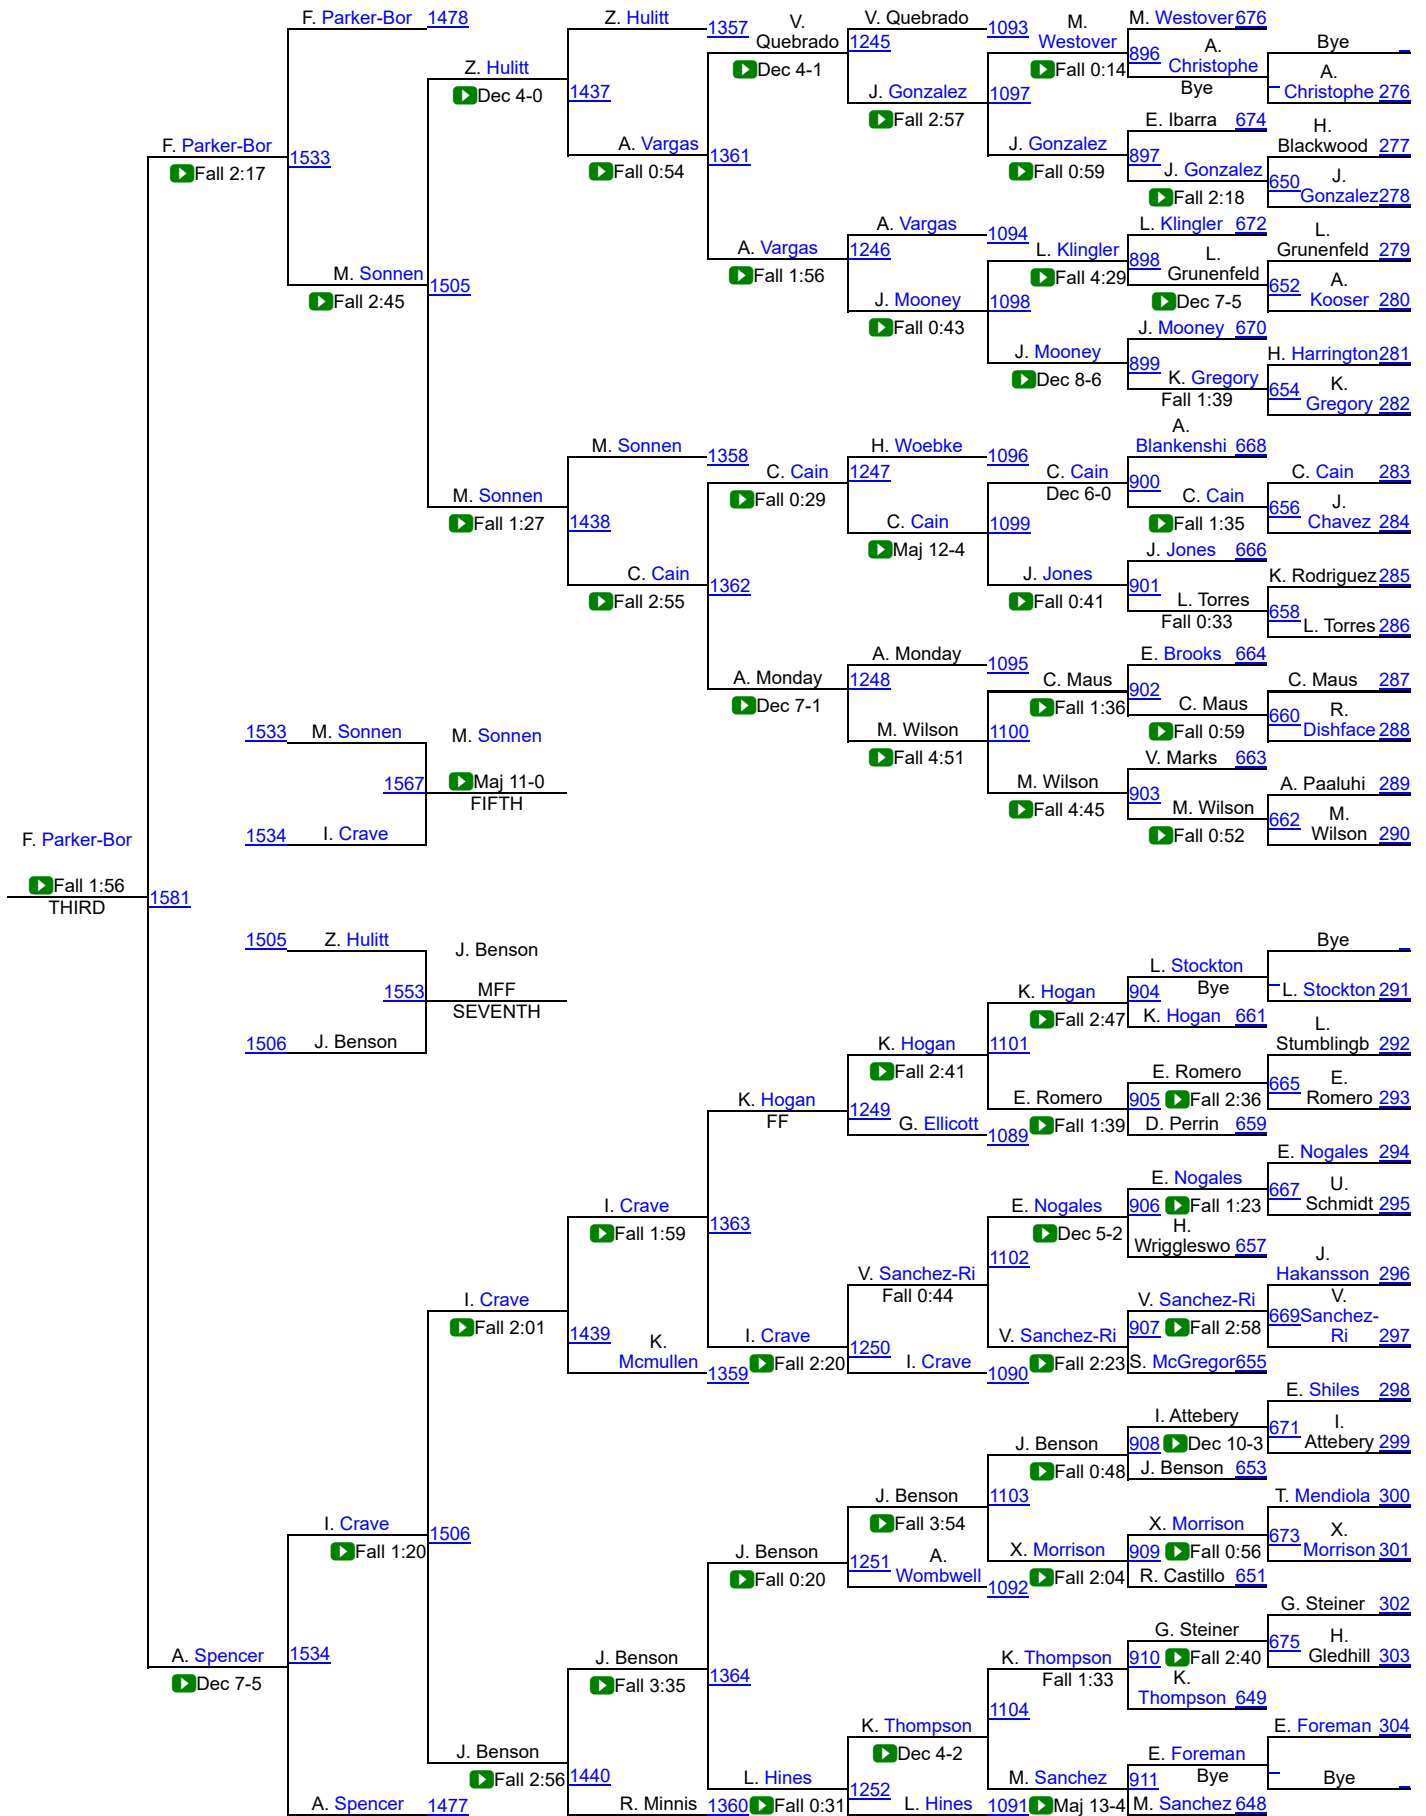 F. Parker-Bor 1478
Z. Hulitt 1357
V. Quebrado
V. Quebrado 1093
M. Westover
M. Westover 676
Bye
1245
896
A. Christophe
Z. Hulitt
Dec 4-0
Dec 4-1
Fall 0:14
A. Christophe 276
Bye
1437
J. Gonzalez
1097
Fall 2:57
E. Ibarra 674
H. Blackwood 277
F. Parker-Bor
Fall 2:17
1533
A. Vargas
Fall 0:54
1361
J. Gonzalez
Fall 0:59
897
J. Gonzalez
Fall 2:18
650
J. Gonzalez 278
A. Vargas 1094
L. Klingler 672
L. Grunenfeld 279
A. Vargas
Fall 1:56
1246
L. Klingler
Fall 4:29
898
L. Grunenfeld
Dec 7-5
652
A. Kooser 280
M. Sonnen
Fall 2:45
1505
J. Mooney
Fall 0:43
1098
J. Mooney 670
J. Mooney
Dec 8-6
899
K. Gregory
Fall 1:39
H. Harrington 281
654
K. Gregory 282
M. Sonnen 1358
H. Woebke 1096
A. Blankenshi 668
C. Cain
Fall 0:29
1247
C. Cain
Dec 6-0
900
C. Cain
Fall 1:35
C. Cain 283
656
J. Chavez 284
M. Sonnen
Fall 1:27
1438
C. Cain
Maj 12-4
1099
J. Jones 666
C. Cain
Fall 2:55
1362
J. Jones
Fall 0:41
901
L. Torres
Fall 0:33
K. Rodriguez 285
658
L. Torres 286
A. Monday 1095
E. Brooks 664
A. Monday
Dec 7-1
1248
C. Maus
Fall 1:36
902
C. Maus
Fall 0:59
C. Maus 287
660
R. Dishface 288
1533 M. Sonnen
M. Sonnen
M. Wilson
Fall 4:51
1100
V. Marks 663
1567
Maj 11-0
FIFTH
M. Wilson
Fall 4:45
903
M. Wilson
Fall 0:52
A. Paaluhi 289
662
M. Wilson 290
1534 I. Crave
F. Parker-Bor
Fall 1:56
THIRD
1581
1505 Z. Hulitt
J. Benson
1553
MFF
SEVENTH
1506 J. Benson
Bye
L. Stockton
Bye
L. Stockton 291
K. Hogan
Fall 2:47
904
K. Hogan 661
L. Stumblingb 292
K. Hogan
Fall 2:41
1101
E. Romero
Fall 2:36
665
E. Romero 293
K. Hogan
FF
1249
G. Ellicott 1089
E. Romero
Fall 1:39
905
D. Perrin 659
E. Nogales 294
E. Nogales
Fall 1:23
667
U. Schmidt 295
I. Crave
Fall 1:59
1363
E. Nogales
Dec 5-2
906
H. Wriggleswo 657
1102
J. Hakansson 296
V. Sanchez-Ri
Fall 0:44
V. Sanchez-Ri
Fall 2:58
669
V. Sanchez-Ri 297
I. Crave
Fall 2:01
1439
K. Mcmullen 1359
I. Crave
Fall 2:20
1250
I. Crave 1090
V. Sanchez-Ri
Fall 2:23
907
S. McGregor 655
E. Shiles 298
I. Attebery
Dec 10-3
671
I. Attebery 299
J. Benson
Fall 0:48
908
J. Benson 653
J. Benson
Fall 3:54
1103
T. Mendiola 300
I. Crave
Fall 1:20
1506
X. Morrison
Fall 0:56
673
X. Morrison 301
J. Benson
Fall 0:20
1251
A. Wombwell 1092
X. Morrison
Fall 2:04
909
R. Castillo 651
G. Steiner 302
G. Steiner
Fall 2:40
675
H. Gledhill 303
A. Spencer
Dec 7-5
1534
J. Benson
Fall 3:35
1364
K. Thompson
Fall 1:33
910
K. Thompson 649
1104
K. Thompson
Dec 4-2
E. Foreman 304
J. Benson
Fall 2:56
1440
L. Hines
Fall 0:31
1252
M. Sanchez
Maj 13-4
911
E. Foreman
Bye
Bye
A. Spencer 1477
R. Minnis 1360
L. Hines 1091
M. Sanchez 648